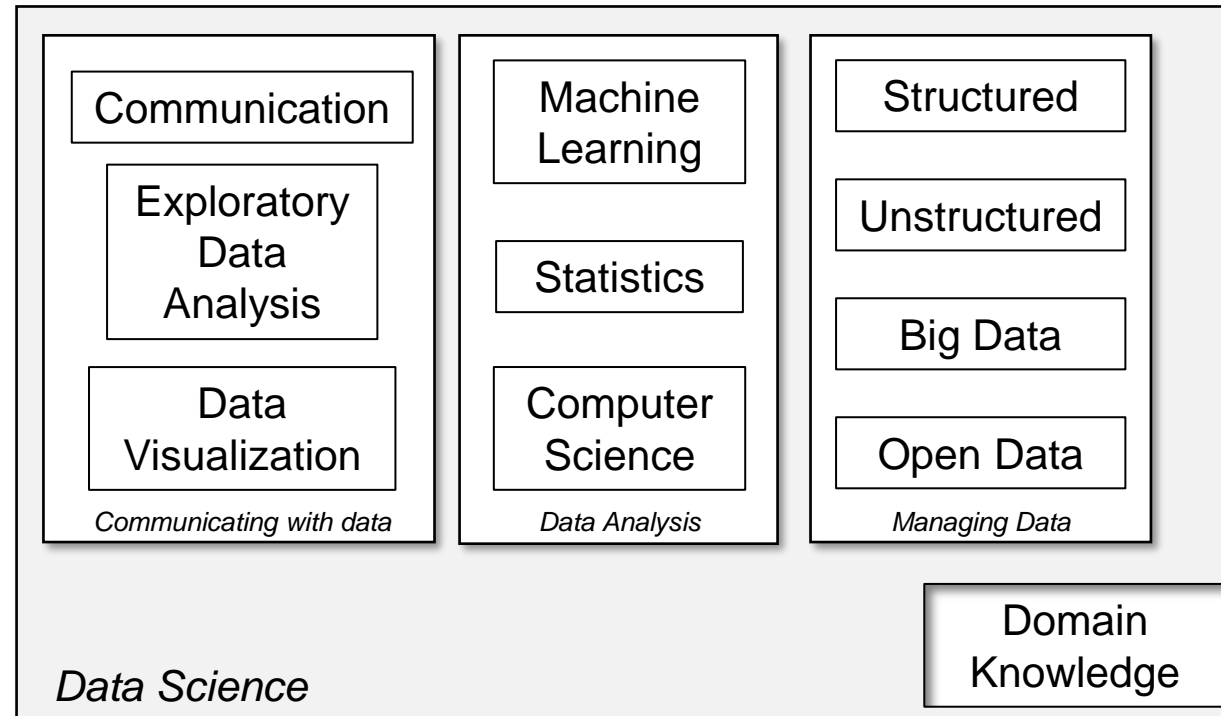 Communication
Exploratory
Data
Analysis
Data
Visualization
Communicating with data
Machine
Learning
Statistics
Computer
Science
Data Analysis
Structured
Unstructured
Big Data
Open Data
Managing Data
Domain
Knowledge
Data Science